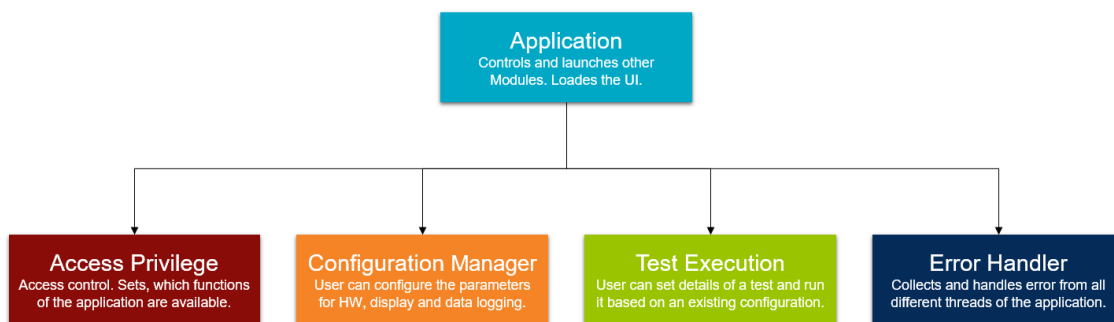 Application
Controls and launches other
Modules. Loades the UI.
Access Privilege
Access control. Sets, which functions
of the application are available.
Configuration Manager
User can configure the parameters
for HW, display and data logging.
Test Execution
User can set details of a test and run
it based on an existing configuration.
Error Handler
Collects and handles error from all
different threads of the application.